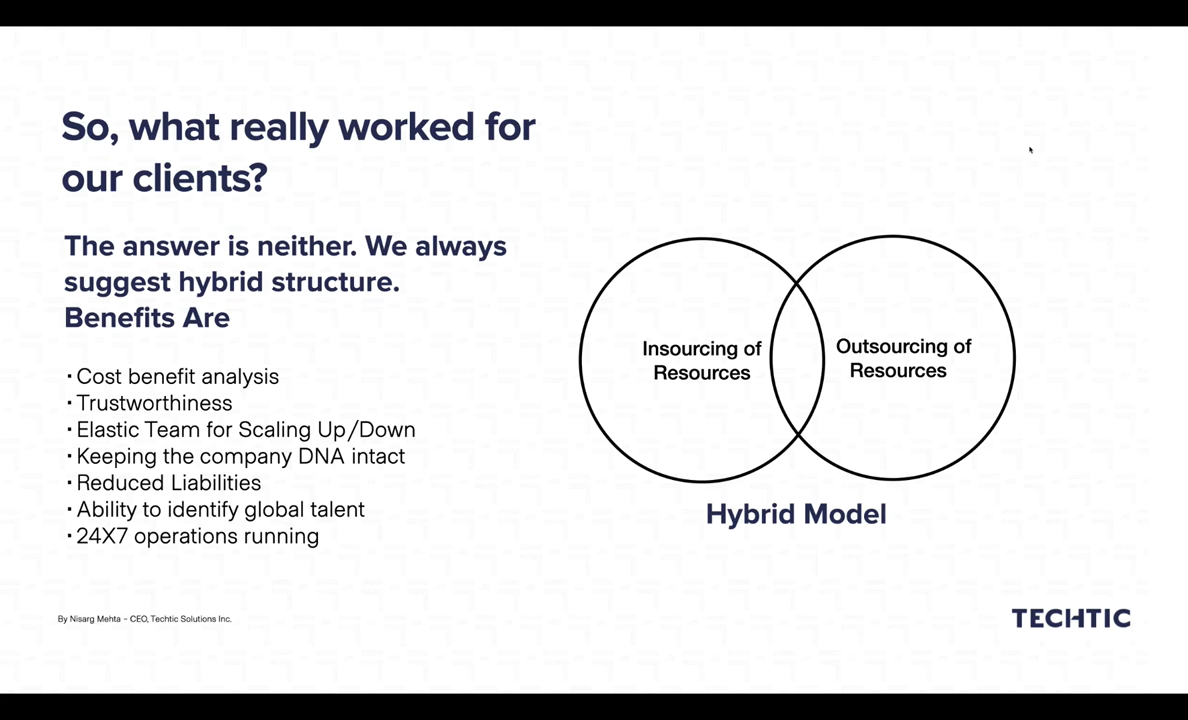 So, what really worked for
our clients?
The answer is neither. We always
suggest hybrid structure.
Benefits Are
· Cost benefit analysis
· Trustworthiness
· Elastic Team for Scaling Up/Down
· Keeping the company DNA intact
· Reduced Liabilities
· Ability to identify global talent
· 24X7 operations running
Insourcing of
Resources
Outsourcing of
Resources
Hybrid Model
By Nisarg Mehta – CEO, Techtic Solutions Inc.
TECHTIC